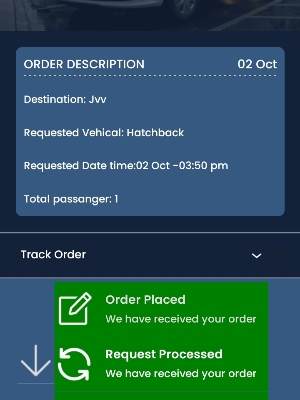 ORDER DESCRIPTION 02 Oct
Destination: Jvv
Requested Vehical: Hatchback
Requested Date time:02 Oct -03:50 pm
Total passanger: 1
Track Order
Order Placed
We have received your order
Request Processed
We have received your order